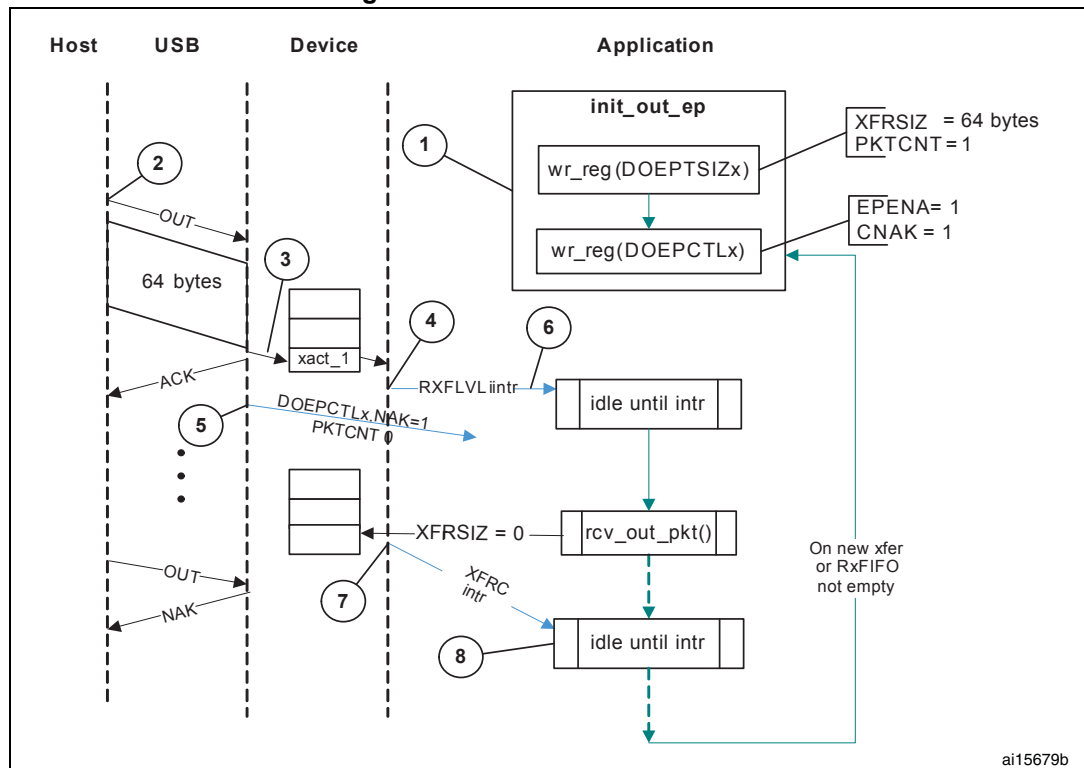 Host USB Device Application
init_out_ep
1
wr_reg(DOEPTSIZx)
XFRSIZ = 64 bytes
PKTCNT = 1
wr_reg(DOEPCTLx)
EPENA= 1
CNAK = 1
2
OUT
64 bytes
3
xact_1
ACK
4
RXFLVL iintr
6
idle until intr
5
DOEPCTLx,NAK=1
PKTCNT 0
XFRSIZ = 0
rcv_out_pkt()
On new xfer
or RxFIFO
not empty
OUT
NAK
7
XFRC
intr
8
idle until intr
ai15679b